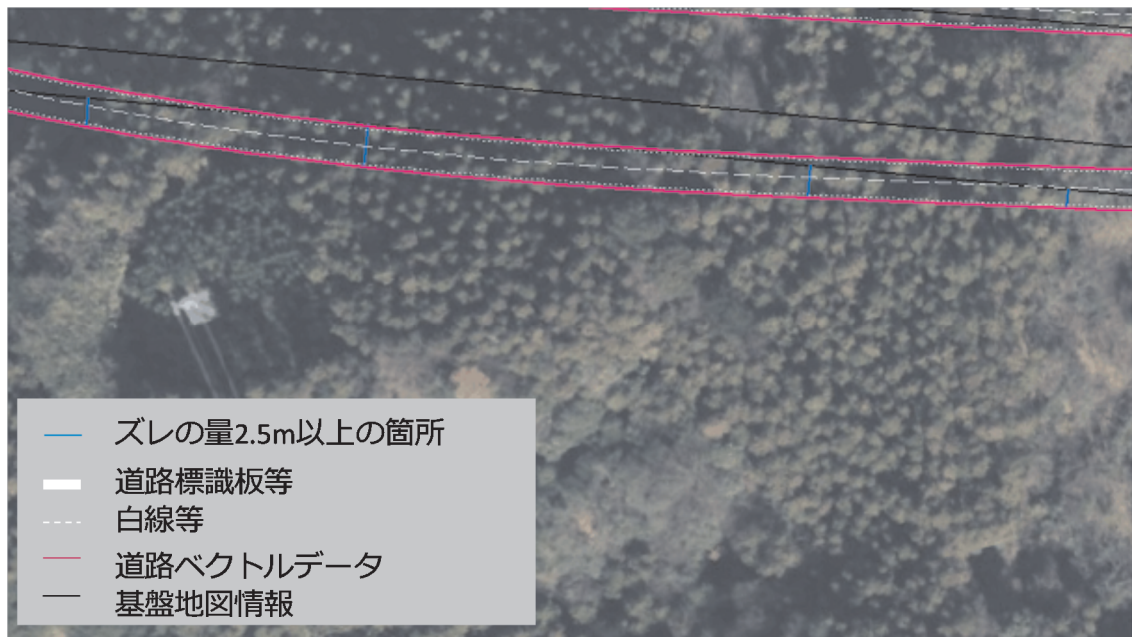 ズレの量2.5m以上の箇所
道路標識板等
白線等
道路ベクトルデータ
基盤地図情報